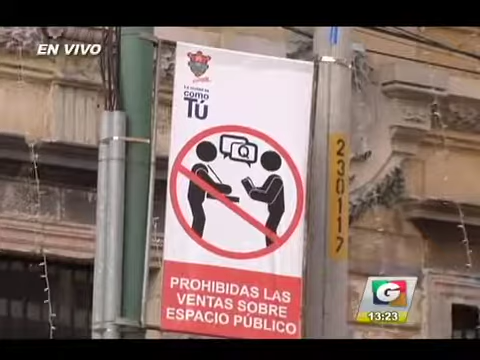 EN VIVO
La ciudad es
como
TÚ
PROHIBIDAS LAS
VENTAS SOBRE
ESPACIO PÚBLICO
230117
G
13:23